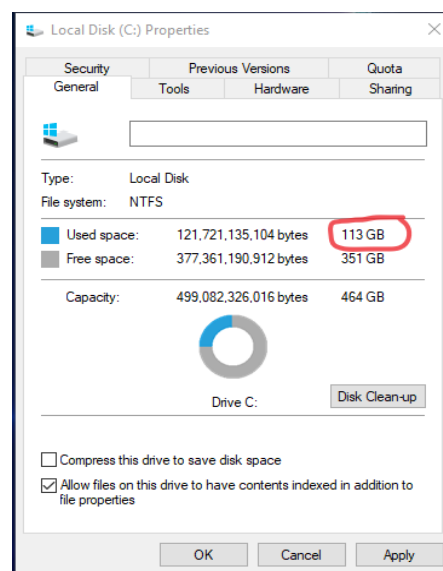 Local Disk (C:) Properties
Security Previous Versions Quota
General Tools Hardware Sharing
Type: Local Disk
File system: NTFS
Used space: 121,721,135,104 bytes 113 GB
Free space: 377,361,190,912 bytes 351 GB
Capacity: 499,082,326,016 bytes 464 GB
Drive C: Disk Clean-up
Compress this drive to save disk space
Allow files on this drive to have contents indexed in addition to
file properties
OK Cancel Apply